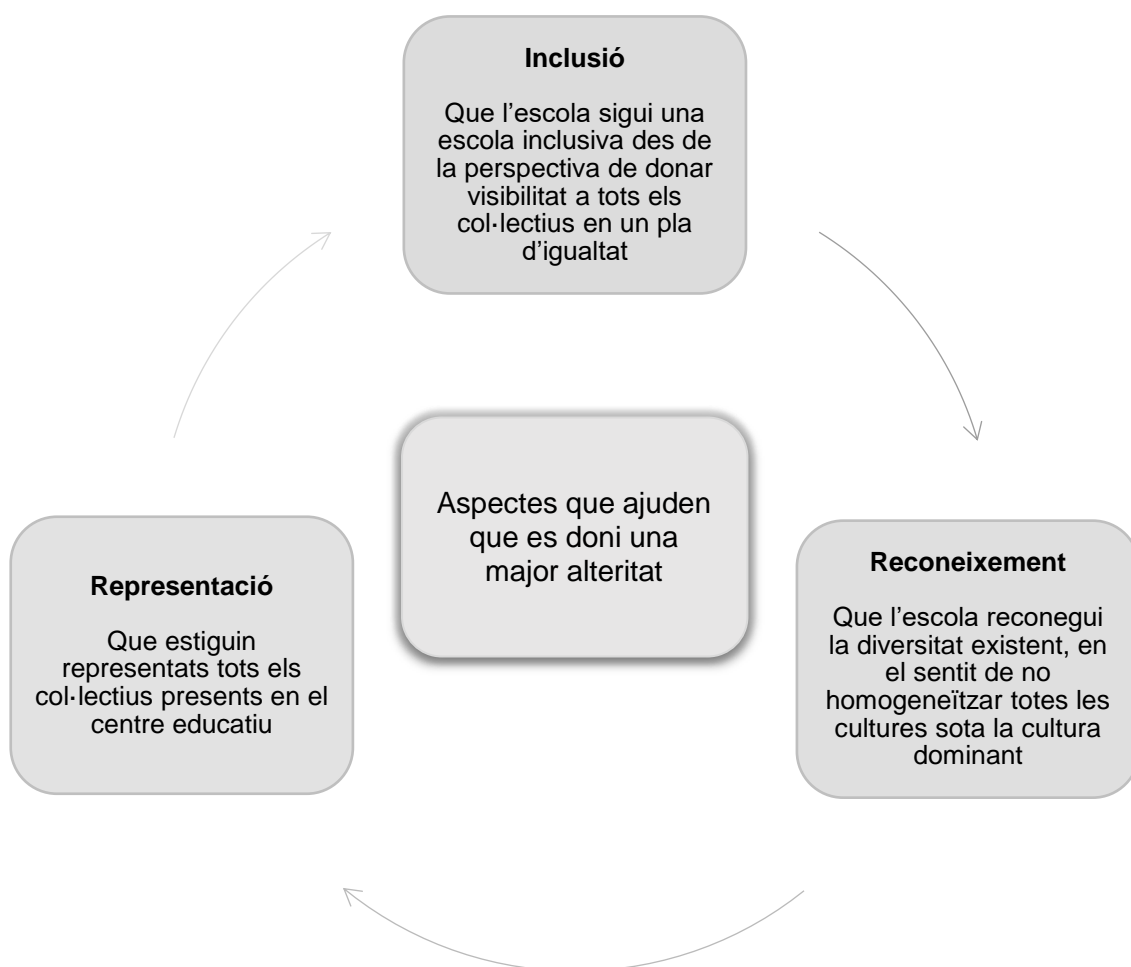 Inclusió
Que l’escola sigui una
escola inclusiva des de
la perspectiva de donar
visibilitat a tots els
col·lectius en un pla
d’igualtat
Aspectes que ajuden
que es doni una
major alteritat
Reconeixement
Que l’escola reconegui
la diversitat existent, en
el sentit de no
homogeneïtzar totes les
cultures sota la cultura
dominant
Representació
Que estiguin
representats tots els
col·lectius presents en el
centre educatiu